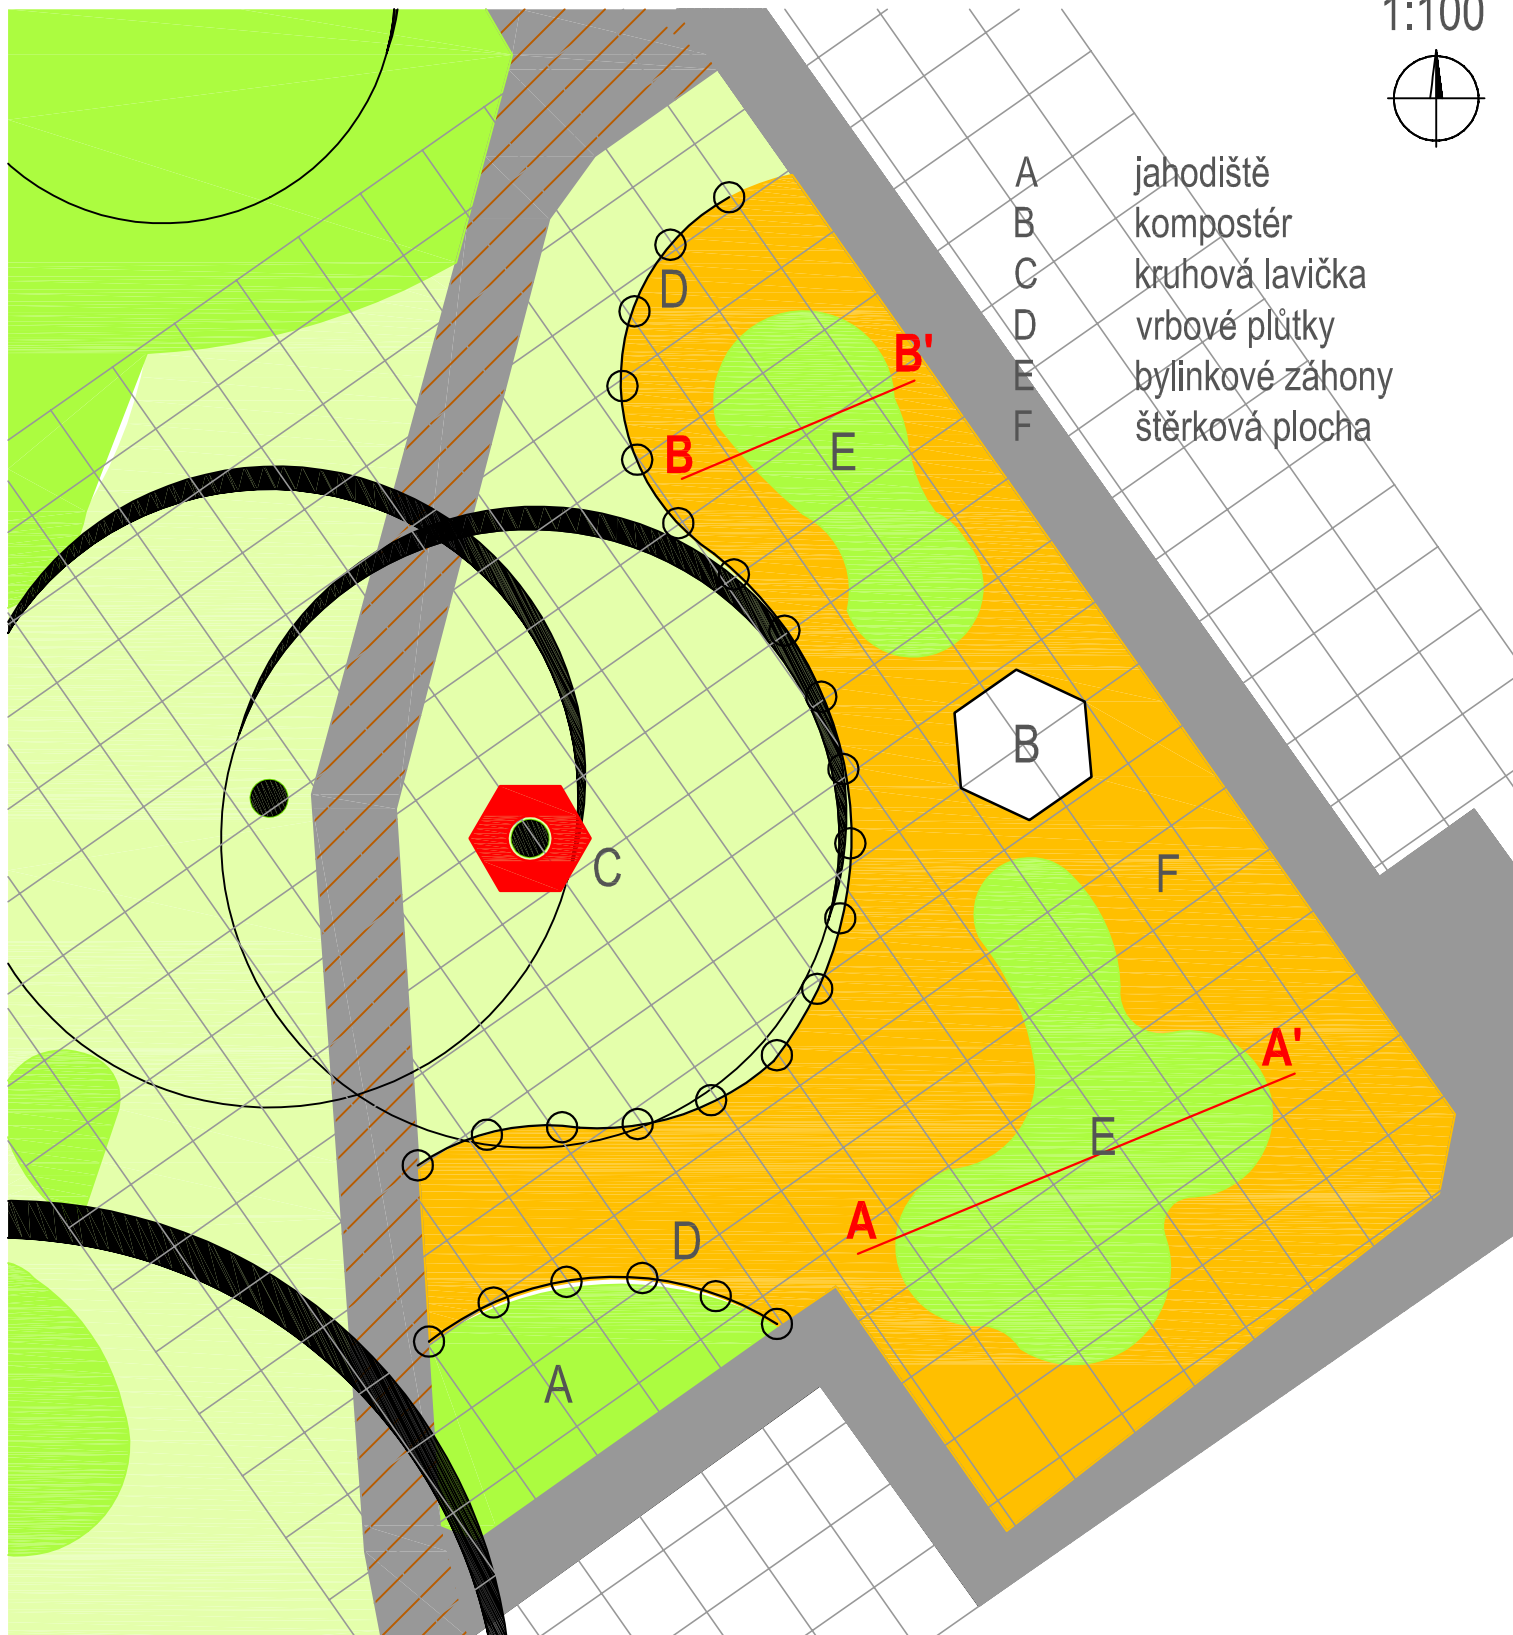 1:100
A jahodiště
B kompostér
C kruhová lavička
D vrbové plůtky
E bylinkové záhony
F štěrková plocha
D
B'
B
E
B
C
F
A'
E
A
D
A